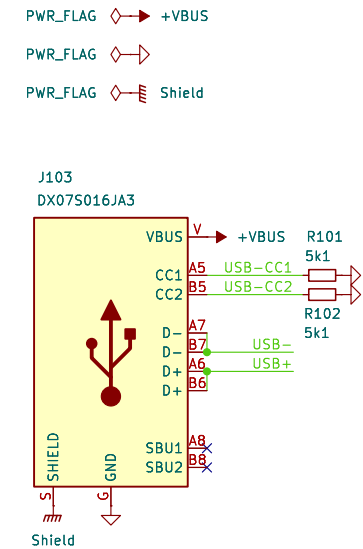 PWR_FLAG +VBUS
PWR_FLAG
PWR_FLAG Shield
J103
DX07S016JA3
VBUS V +VBUS
R101
5k1
CC1 A5 USB-CC1
CC2 B5 USB-CC2
R102
5k1
D- A7
D- B7 USB-
D+ A6 USB+
D+ B6
SBU1 A8
SBU2 B8
SHIELD GND
S G
Shield